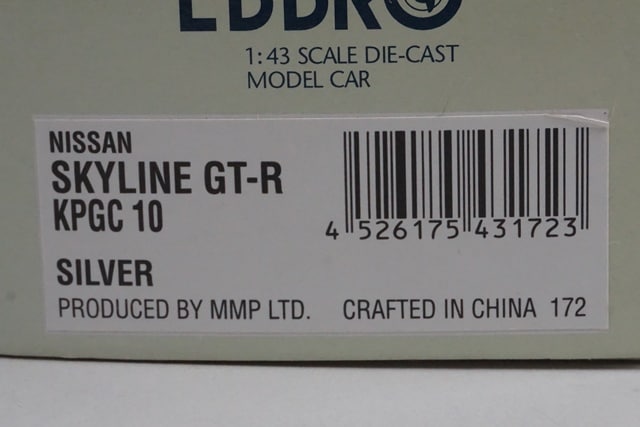 EBBRO
1:43 SCALE DIE-CAST
MODEL CAR
NISSAN
SKYLINE GT-R
KPGC 10
4 526175 431723
SILVER
PRODUCED BY MMP LTD. CRAFTED IN CHINA 172